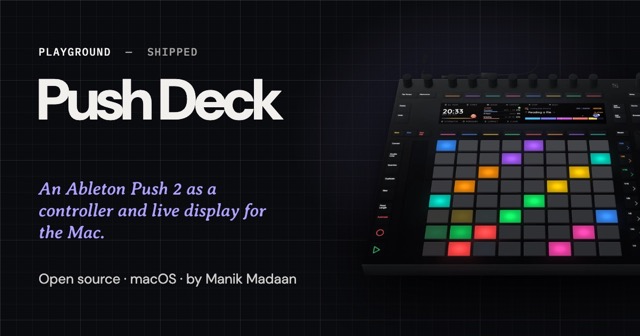 PLAYGROUND — SHIPPED
Push Deck
An Ableton Push 2 as a
controller and live display for
the Mac.
Open source · macOS · by Manik Madaan
20:33